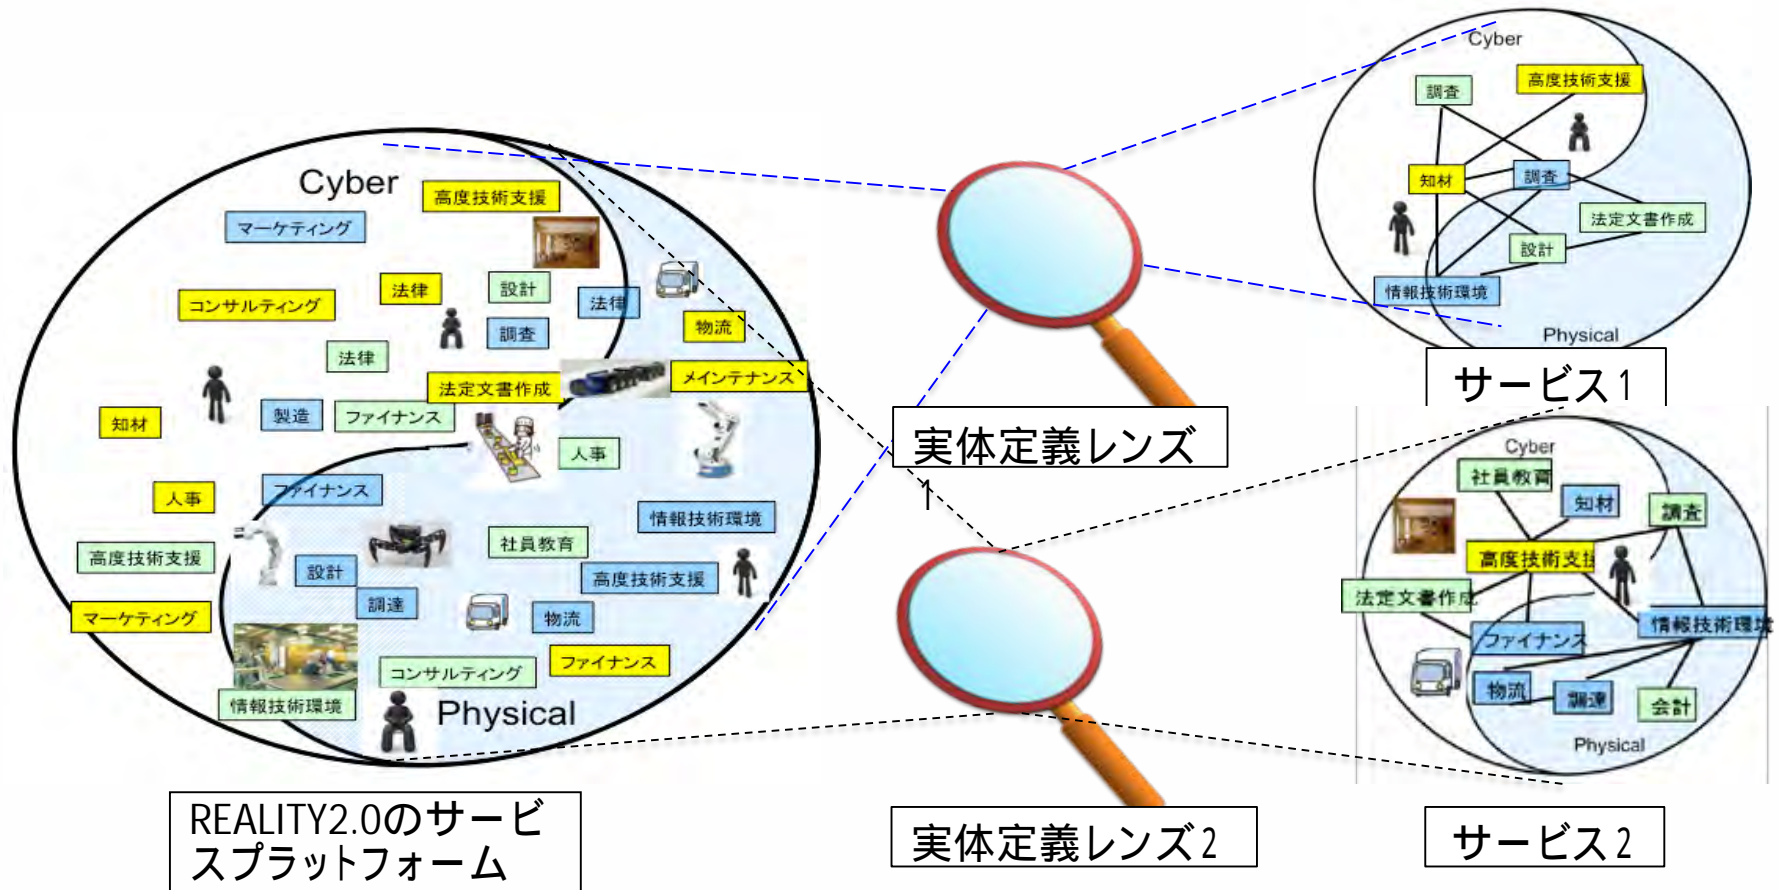 Cyber
高度技術支援
マーケティング
コンサルティング
法律
設計
法律
物流
調査
法律
法定文書作成
メインテナンス
知材
製造
ファイナンス
人事
人事
ファイナンス
情報技術環境
高度技術支援
社員教育
設計
高度技術支援
調達
マーケティング
物流
コンサルティング
ファイナンス
情報技術環境
Physical
REALITY2.0のサービ
スプラットフォーム
実体定義レンズ
1
実体定義レンズ2
Cyber
高度技術支援
調査
知材
調査
法定文書作成
設計
情報技術環境
Physical
サービス1
Cyber
社員教育
知材
調査
高度技術支援
法定文書作成
ファイナンス
情報技術環境
物流
調達
会計
Physical
サービス2